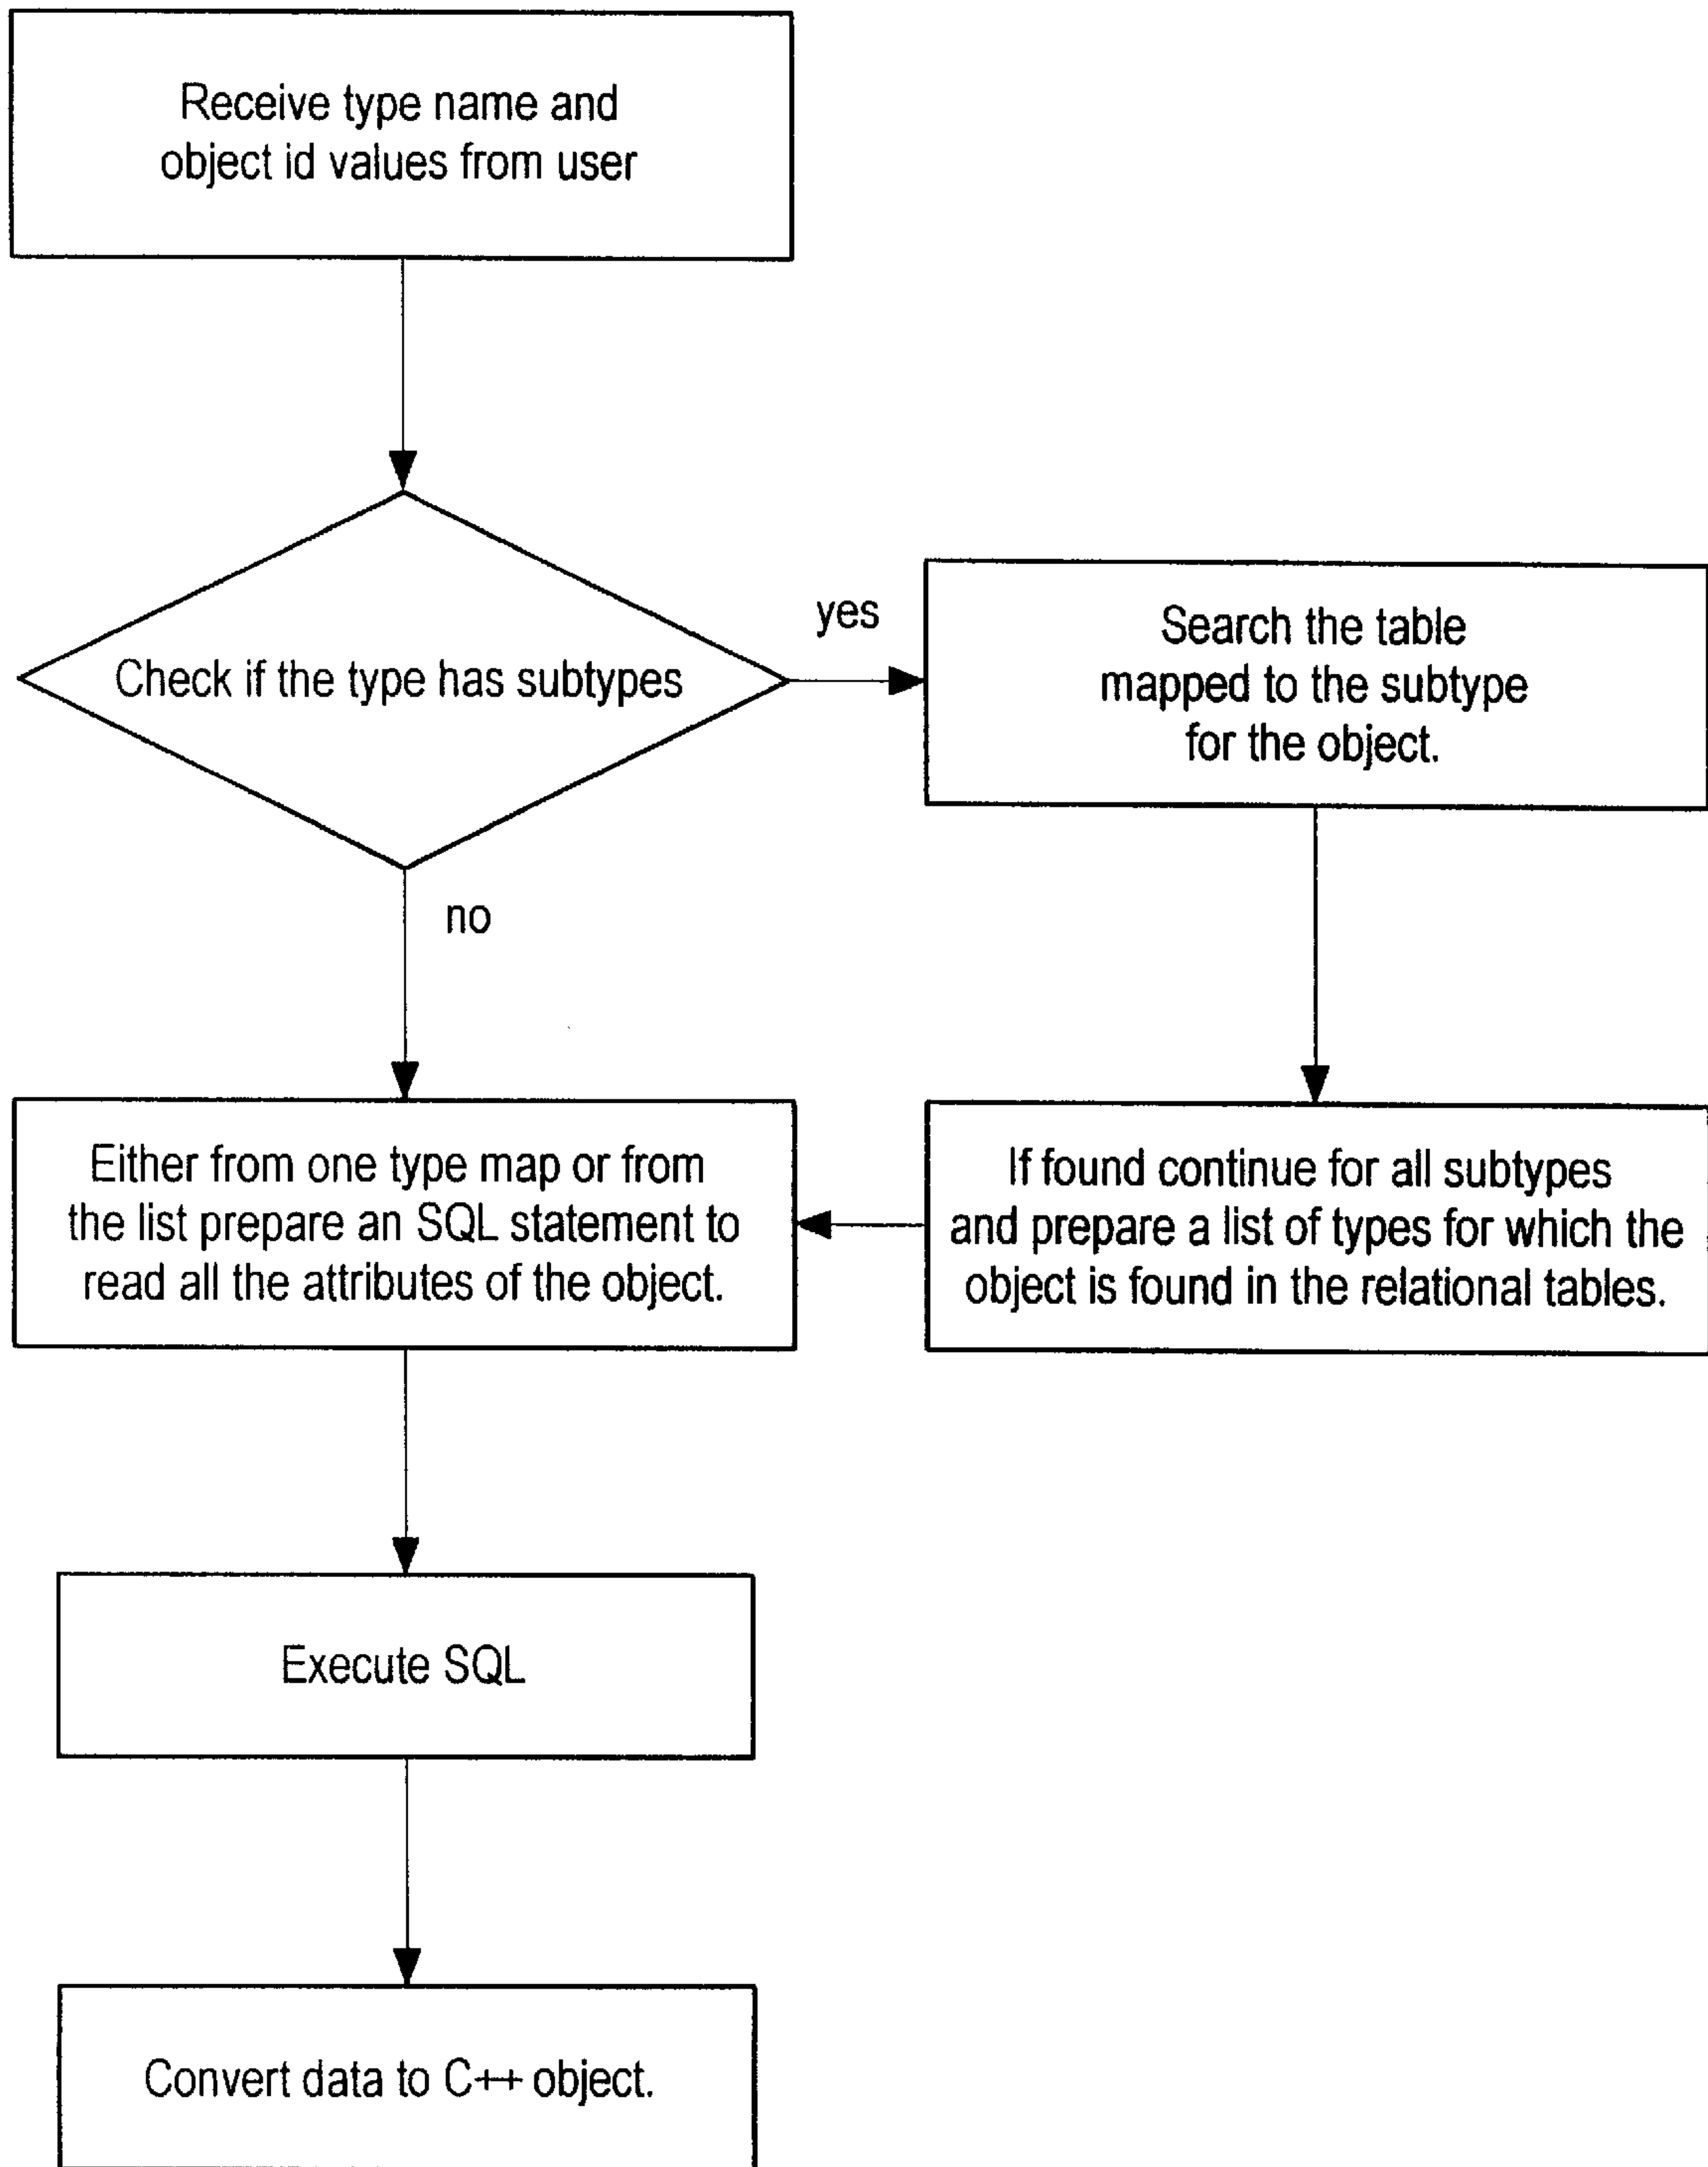 Receive type name and
object id values from user
Check if the type has subtypes
yes
Search the table
mapped to the subtype
for the object.
no
Either from one type map or from
the list prepare an SQL statement to
read all the attributes of the object.
If found continue for all subtypes
and prepare a list of types for which the
object is found in the relational tables.
Execute SQL
Convert data to C++ object.